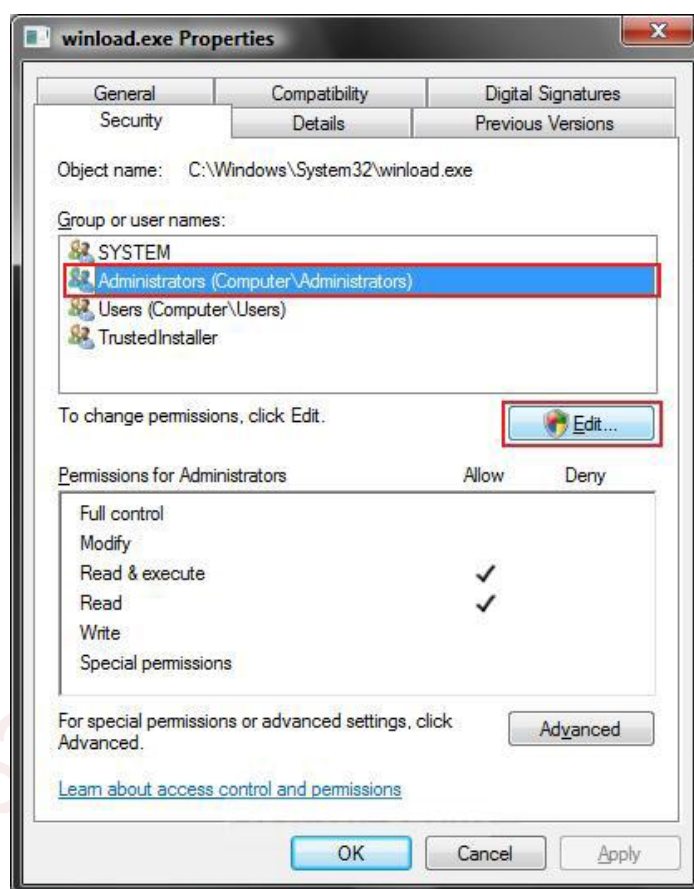 winload.exe Properties
X
General Compatibility Digital Signatures
Security Details Previous Versions
Object name: C:\Windows\System32\winload.exe
Group or user names:
SYSTEM
Administrators (Computer\Administrators)
Users (Computer\Users)
TrustedInstaller
To change permissions, click Edit.
Edit...
Permissions for Administrators Allow Deny
Full control
Modify
Read & execute
Read
Write
Special permissions
For special permissions or advanced settings, click
Advanced.
Advanced
Learn about access control and permissions
OK Cancel Apply